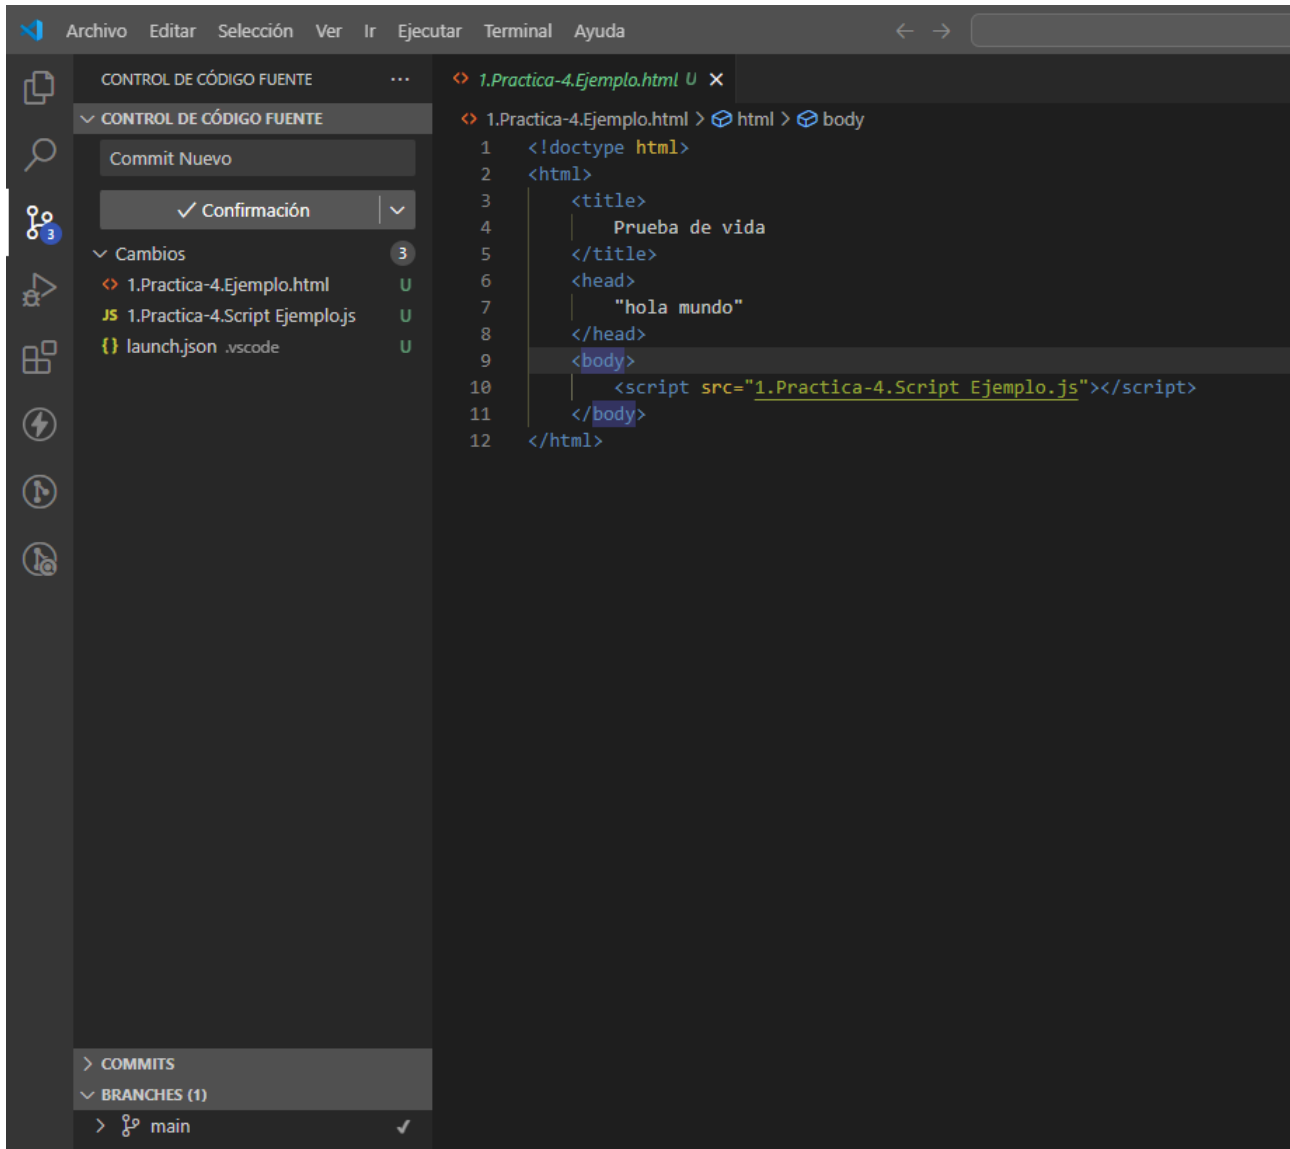 Archivo Editar Selección Ver Ir Ejecutar Terminal Ayuda
CONTROL DE CÓDIGO FUENTE ...
CONTROL DE CÓDIGO FUENTE
Commit Nuevo
Confirmación
Cambios 3
1.Practica-4.Ejemplo.html U
JS 1.Practica-4.Script Ejemplo.js U
{} launch.json .vscode U
3
COMMITS
BRANCHES (1)
main
1.Practica-4.Ejemplo.html U
1.Practica-4.Ejemplo.html > html > body
1 <!doctype html>
2 <html>
3 <title>
4 Prueba de vida
5 </title>
6 <head>
7 "hola mundo"
8 </head>
9 <body>
10 <script src="1.Practica-4.Script Ejemplo.js"></script>
11 </body>
12 </html>